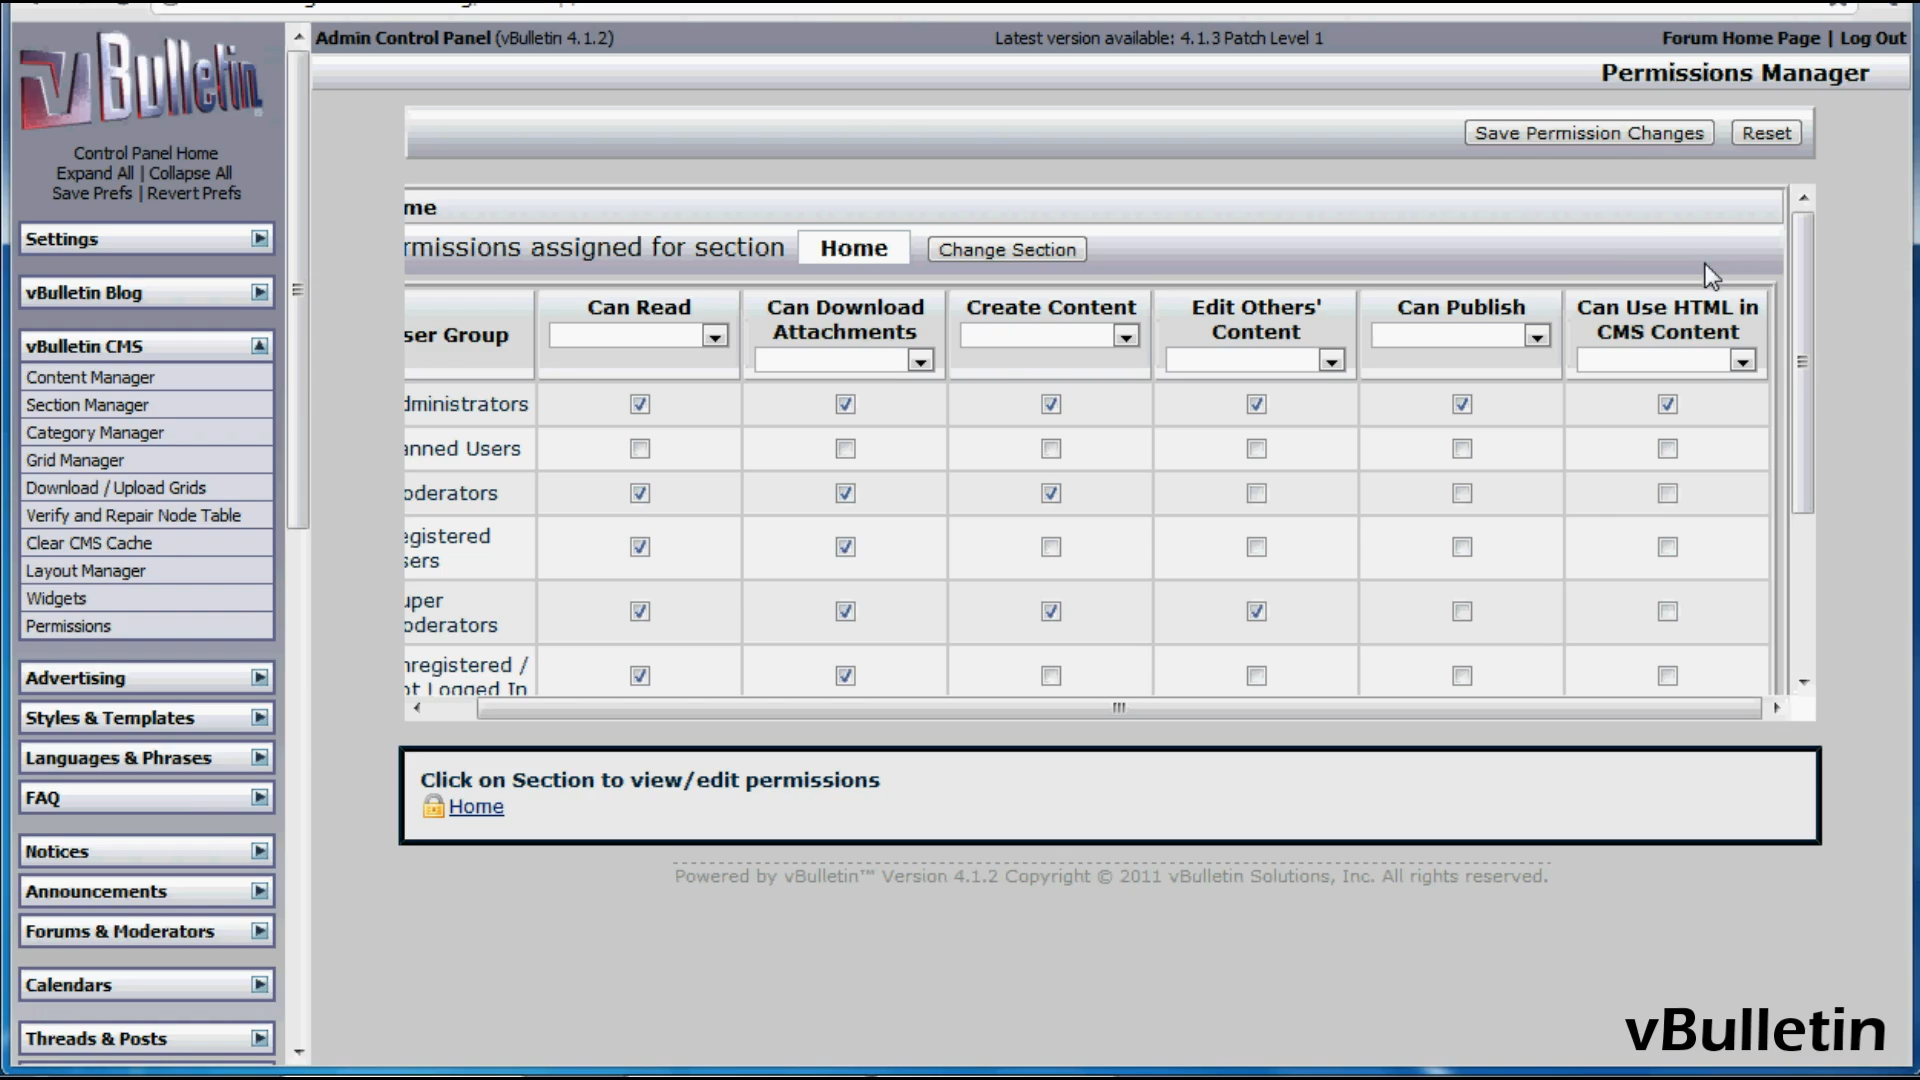 vBulletin
Admin Control Panel (vBulletin 4.1.2)
Latest version available: 4.1.3 Patch Level 1
Forum Home Page | Log Out
Permissions Manager
Control Panel Home
Expand All | Collapse All
Save Prefs | Revert Prefs
Settings
vBulletin Blog
vBulletin CMS
Content Manager
Section Manager
Category Manager
Grid Manager
Download / Upload Grids
Verify and Repair Node Table
Clear CMS Cache
Layout Manager
Widgets
Permissions
Advertising
Styles & Templates
Languages & Phrases
FAQ
Notices
Announcements
Forums & Moderators
Calendars
Threads & Posts
Save Permission Changes
Reset
me
rmissions assigned for section Home Change Section
ser Group
Can Read
Can Download
Attachments
Create Content
Edit Others'
Content
Can Publish
Can Use HTML in
CMS Content
dministrators
anned Users
oderators
egistered
sers
uper
oderators
nregistered /
ot Logged In
Click on Section to view/edit permissions
Home
Powered by vBulletin™ Version 4.1.2 Copyright © 2011 vBulletin Solutions, Inc. All rights reserved.
vBulletin